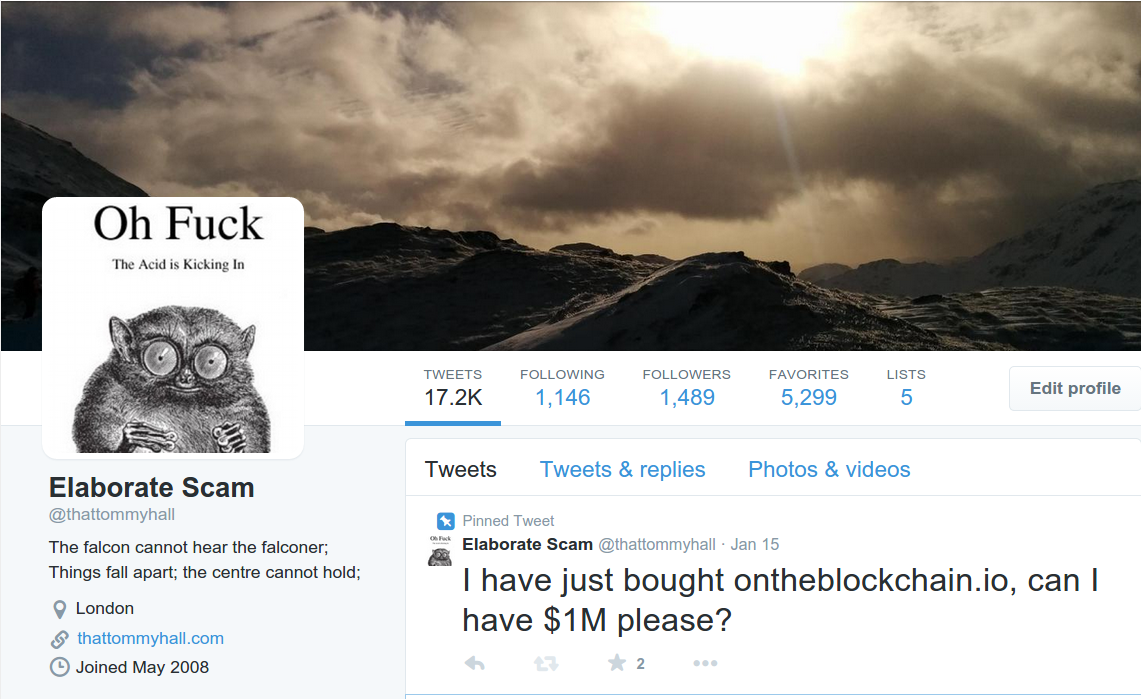 Oh Fuck
The Acid is Kicking In
TWEETS
17.2K
FOLLOWING
1,146
FOLLOWERS
1,489
FAVORITES
5,299
LISTS
5
Edit profile
Elaborate Scam
@thattommyhall
The falcon cannot hear the falconer;
Things fall apart; the centre cannot hold;
London
thattommyhall.com
Joined May 2008
Tweets Tweets & replies Photos & videos
Pinned Tweet
Oh Fuck
Elaborate Scam @thattommyhall · Jan 15
I have just bought ontheblockchain.io, can I
have $1M please?
2